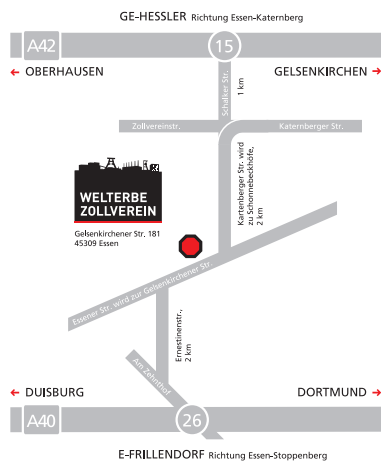 GE-HESSLER Richtung Essen-Katernberg
A42
15
← OBERHAUSEN
GELSENKIRCHEN →
Schalker Str.
1 km
Zollvereinstr.
Katernberger Str.
Kartenberger Str. wird
zu Schonnebeckhöfe,
2 km
WELTERBE
ZOLLVEREIN
Gelsenkirchener Str. 181
45309 Essen
Essener Str. wird zur Gelsenkirchener Str.
Ernestinenstr.,
2 km
Am Zehnthof
← DUISBURG
DORTMUND →
A40
26
E-FRILLENDORF Richtung Essen-Stoppenberg